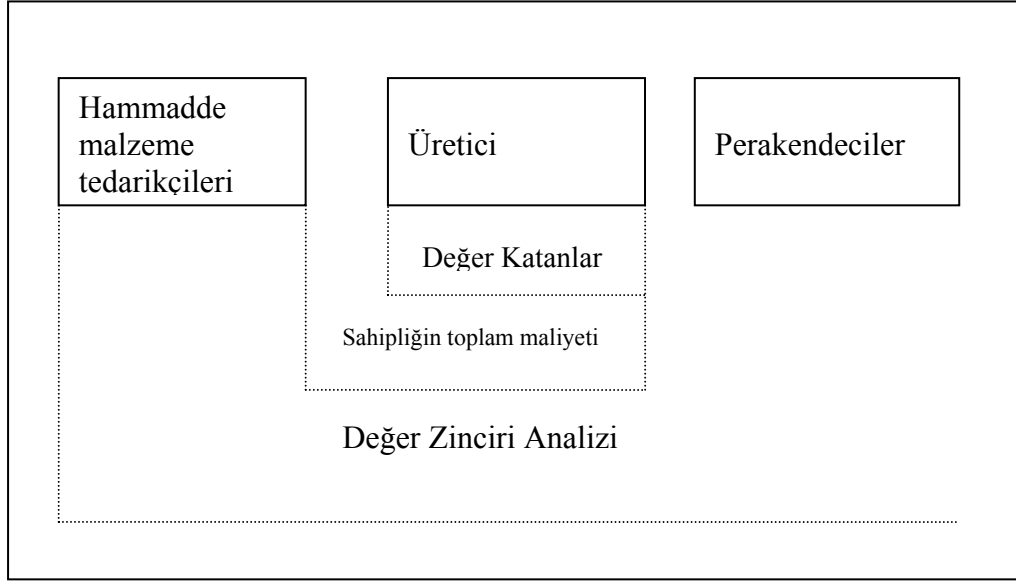 Hammadde
malzeme
tedarikçileri
Üretici
Perakendeciler
Değer Katanlar
Sahipliğin toplam maliyeti
Değer Zinciri Analizi